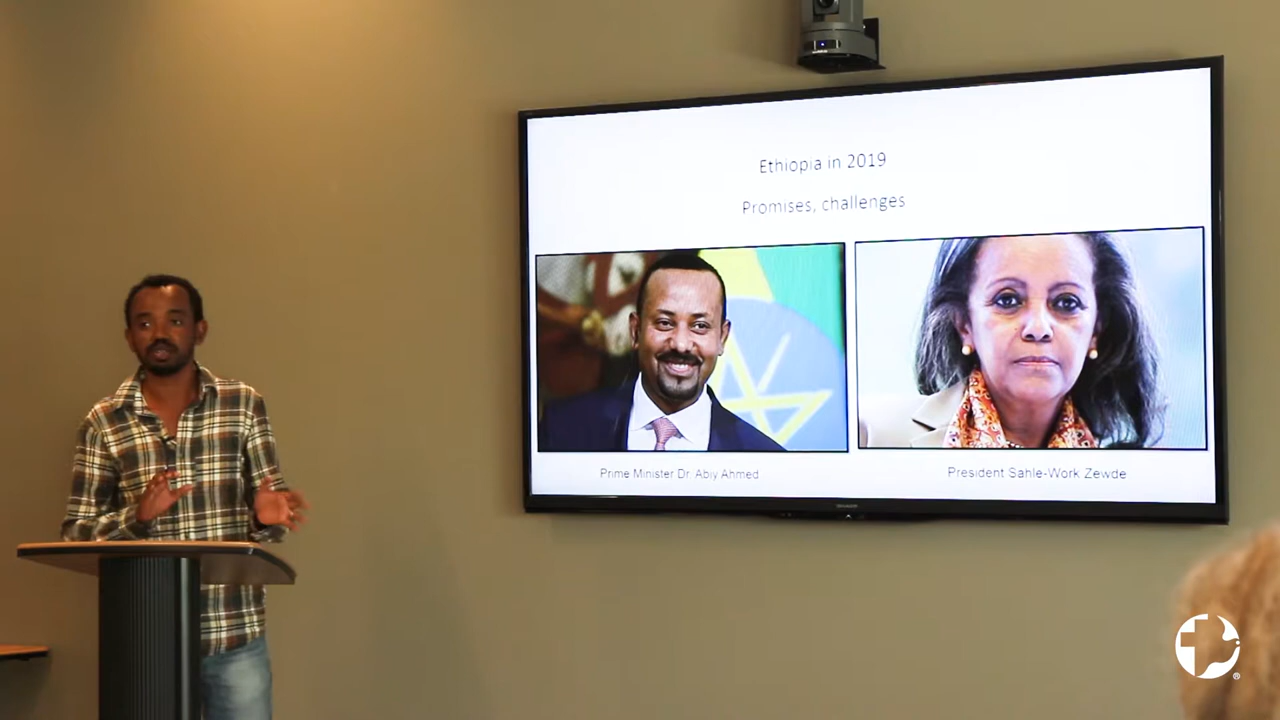 Ethiopia in 2019
Promises, challenges
Prime Minister Dr. Abiy Ahmed
President Sahle-Work Zewde
®